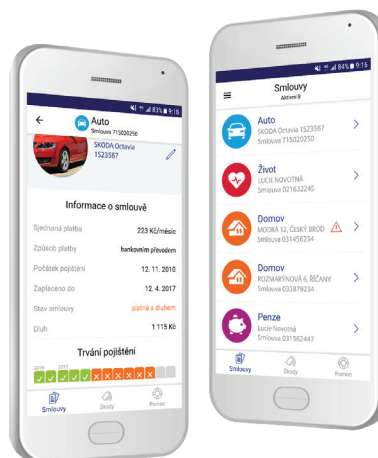 83% 9:18
Auto
Smlouva 715020250
ŠKODA Octavia
1S23567
Informace o smlouvě
Sjednaná platba 223 Kč/měsíc
Způsob platby bankovním převodem
Počátek pojištění 12. 11. 2010
Zaplaceno do 12. 4. 2017
Stav smlouvy platná s dluhem
Dluh 1 115 Kč
Trvání pojištění
2016 2017
Smlouvy Škody Pomoc
84% 9:16
Smlouvy
Aktivní 8
Auto
ŠKODA Octavia 1S23567
Smlouva 715020250
Život
LUCIE NOVOTNÁ
Smlouva 021632245
Domov
MODRÁ 12, ČESKÝ BROD
Smlouva 031456234
Domov
ROZMARÝNOVÁ 6, ŘÍČANY
Smlouva 033879234
Penze
Lucie Novotná
Smlouva 031562447
Smlouvy Škody Pomoc